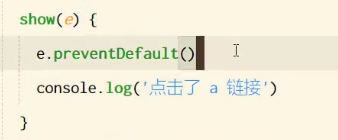 show(e) {
e.preventDefault()
console.log('点击了 a 链接')
}